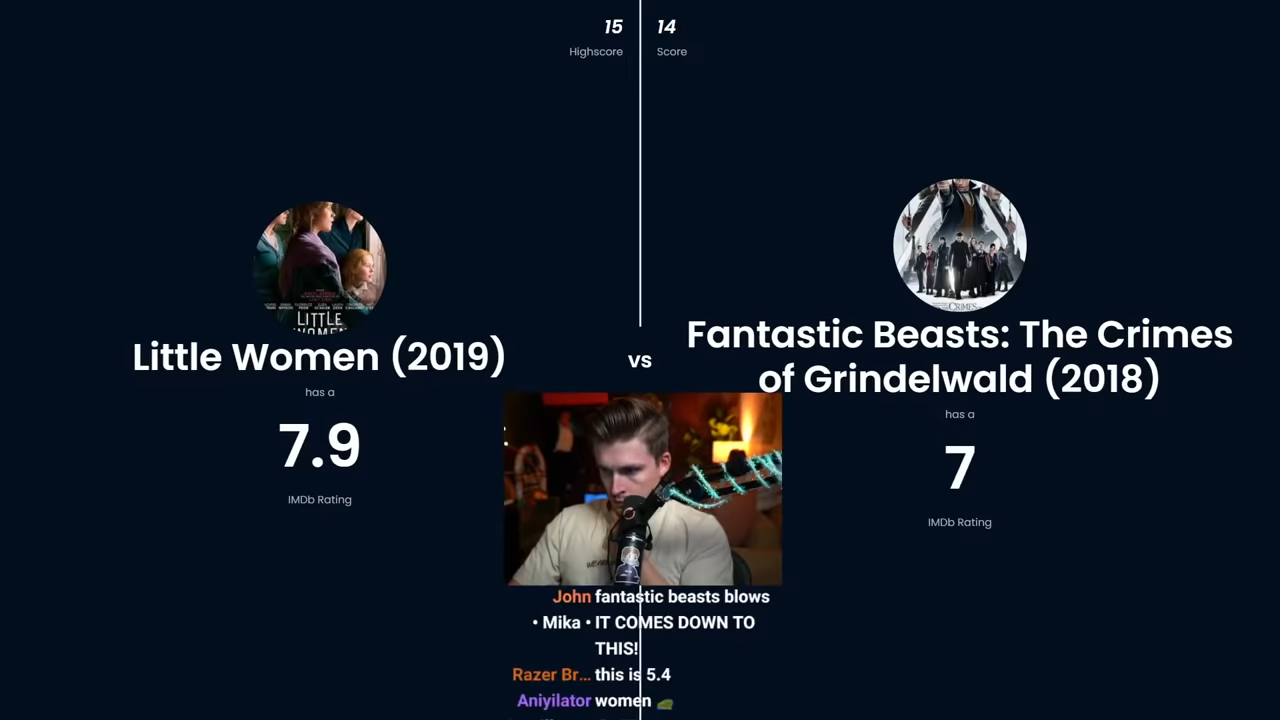 15
Highscore
14
Score
LITTLE
WOMEN
CRIMES
Little Women (2019)
has a
7.9
IMDb Rating
vs
Fantastic Beasts: The Crimes
of Grindelwald (2018)
has a
7
IMDb Rating
John fantastic beasts blows
• Mika • IT COMES DOWN TO
THIS!
Razer Br... this is 5.4
Aniyilator women